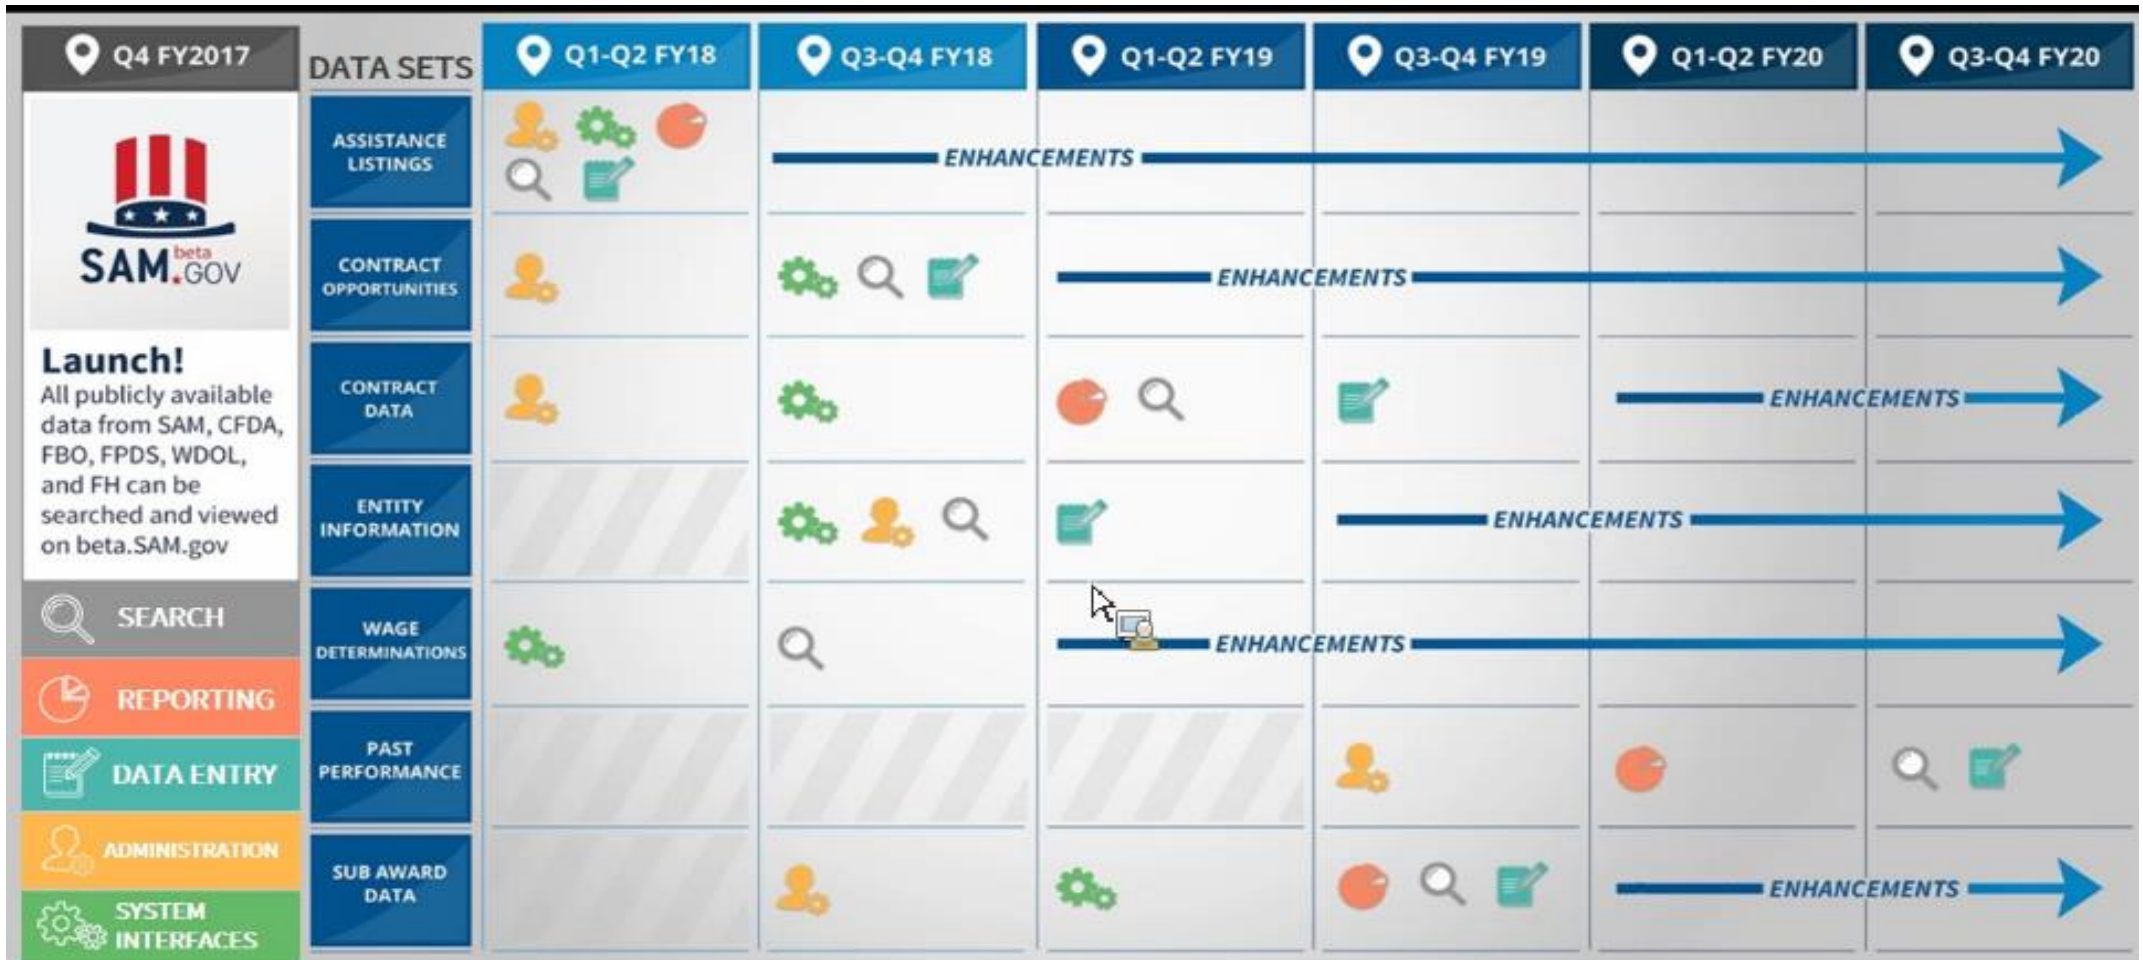 Q4 FY2017
DATA SETS
Q1-Q2 FY18
Q3-Q4 FY18
Q1-Q2 FY19
Q3-Q4 FY19
Q1-Q2 FY20
Q3-Q4 FY20
SAM.GOV
beta
Launch!
All publicly available
data from SAM, CFDA,
FBO, FPDS, WDOL,
and FH can be
searched and viewed
on beta.SAM.gov
SEARCH
REPORTING
DATA ENTRY
ADMINISTRATION
SYSTEM
INTERFACES
ASSISTANCE
LISTINGS
ENHANCEMENTS
CONTRACT
OPPORTUNITIES
ENHANCEMENTS
CONTRACT
DATA
ENHANCEMENTS
ENTITY
INFORMATION
ENHANCEMENTS
WAGE
DETERMINATIONS
ENHANCEMENTS
PAST
PERFORMANCE
SUB AWARD
DATA
ENHANCEMENTS